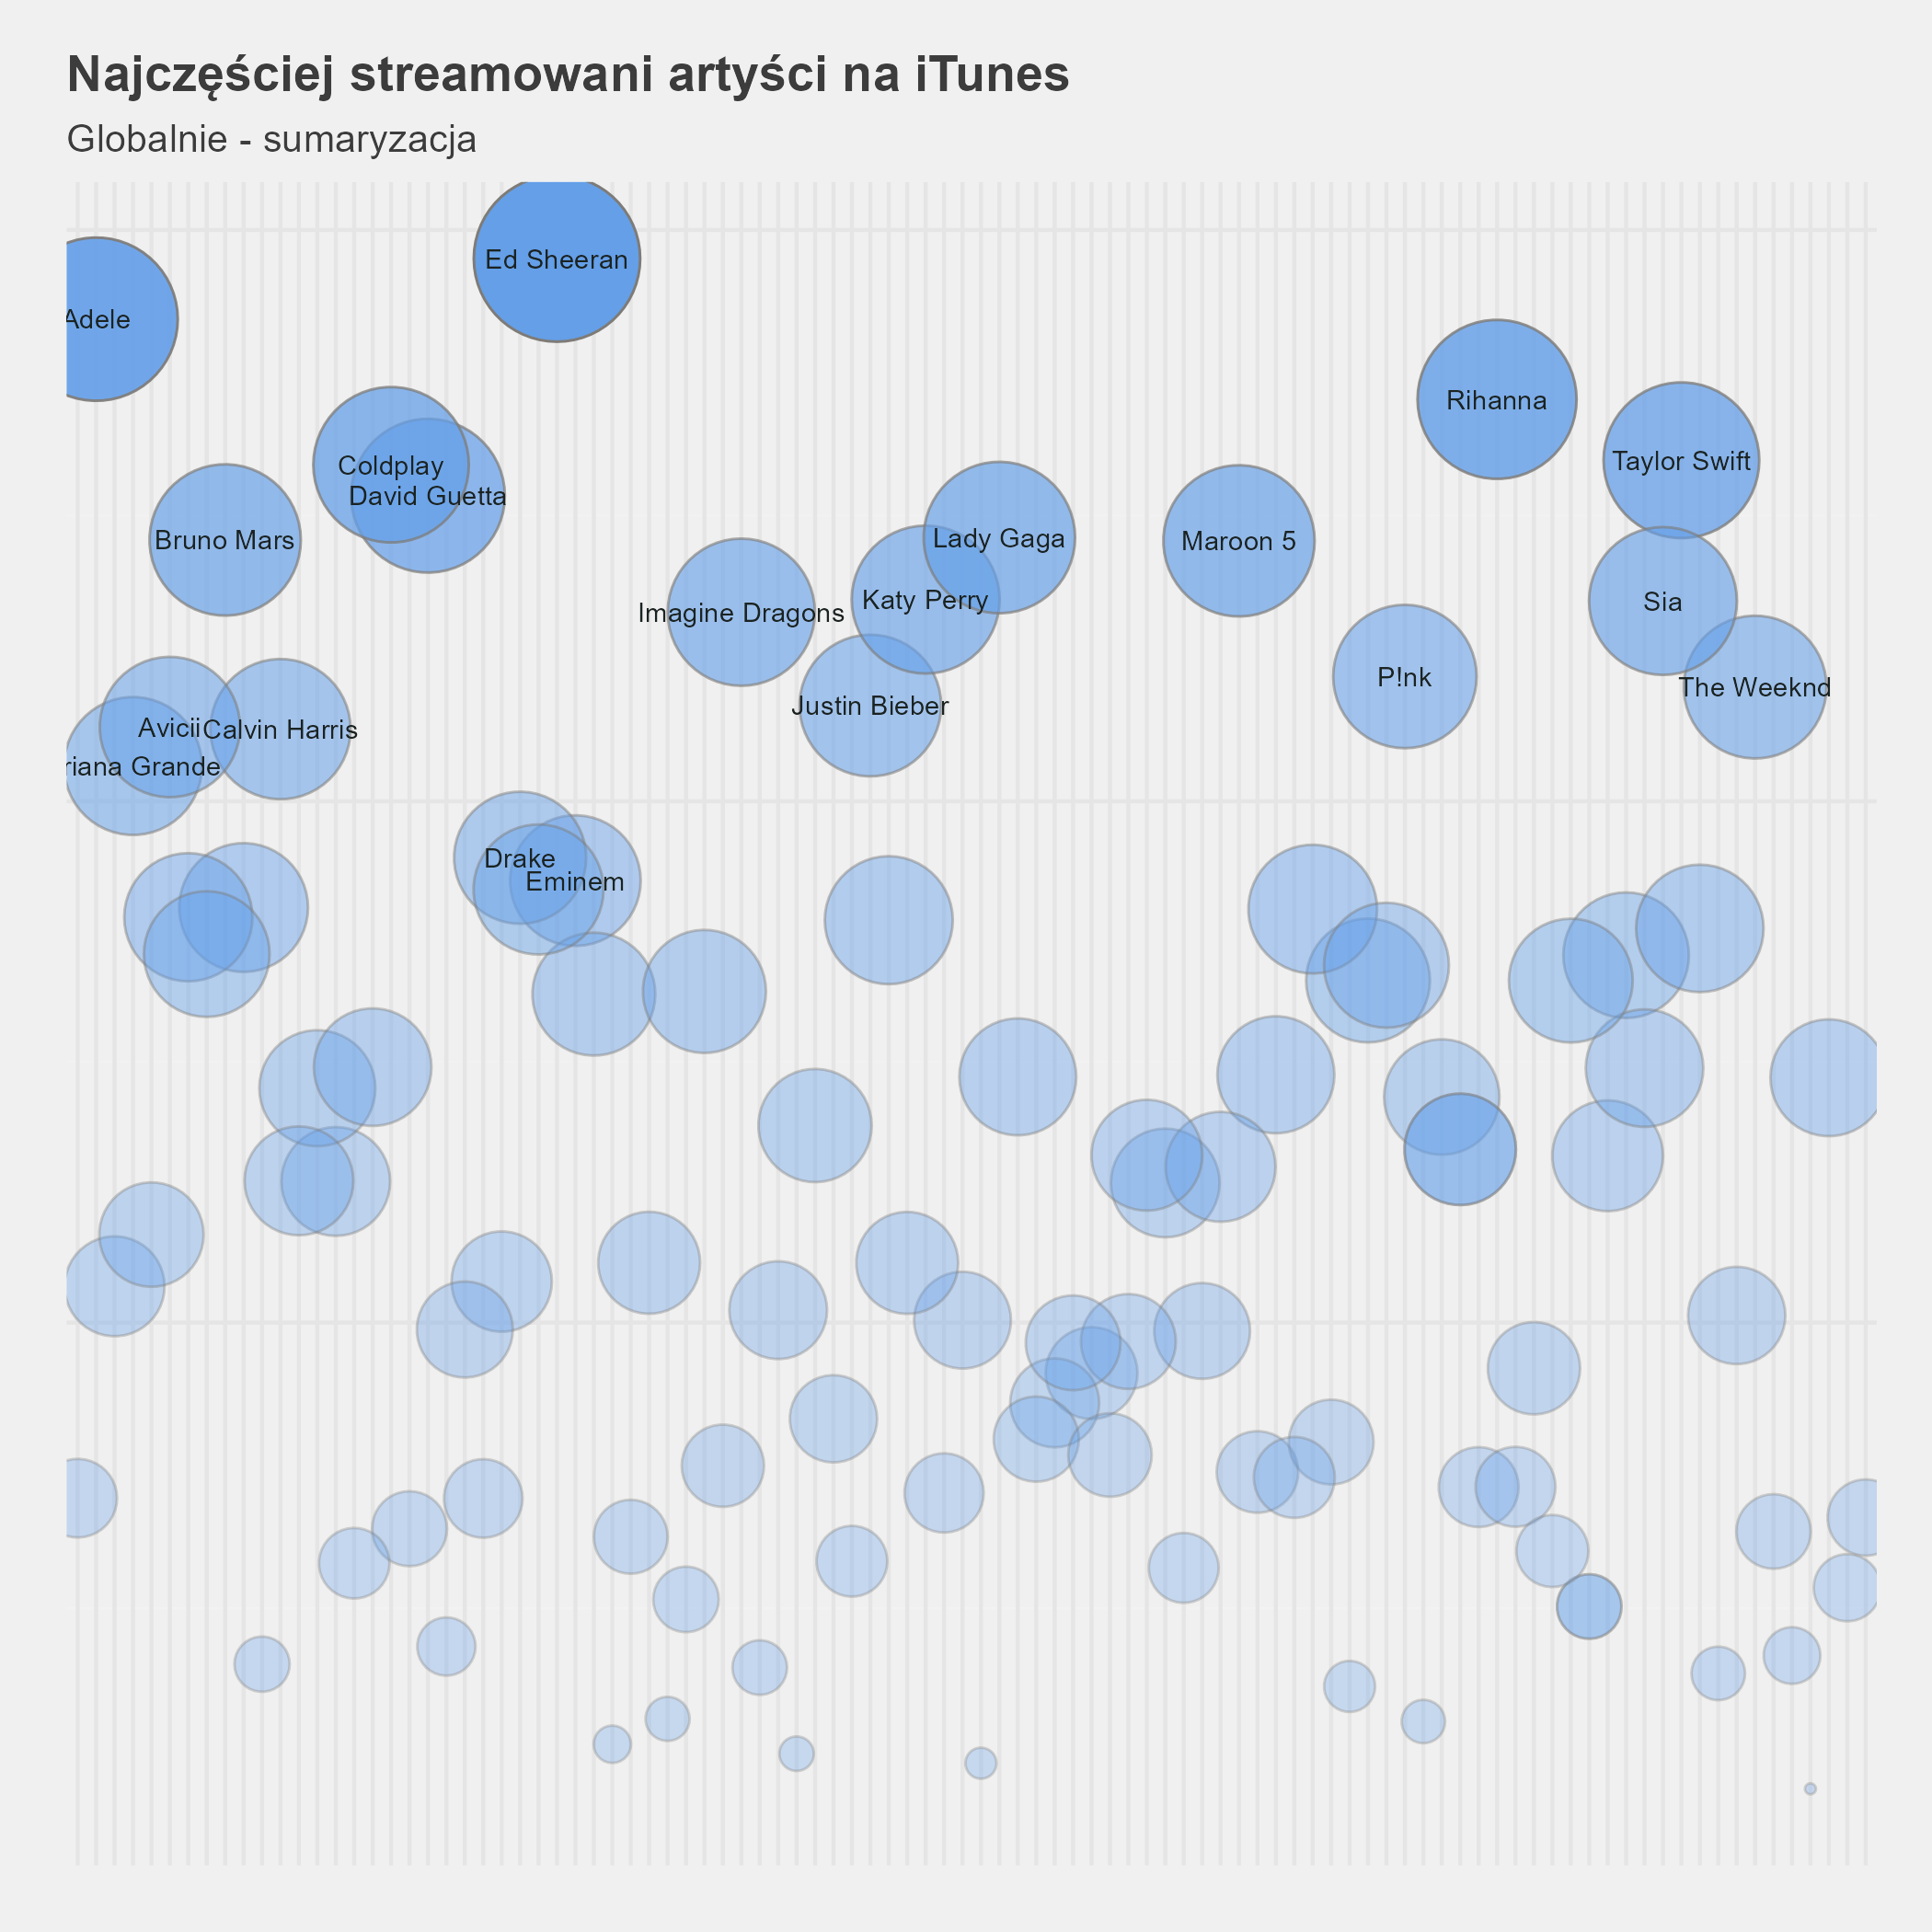 Najczęściej streamowani artyści na iTunes
Globalnie - sumaryzacja
Ed Sheeran
Adele
Rihanna
Taylor Swift
Coldplay
David Guetta
Bruno Mars
Lady Gaga
Maroon 5
Katy Perry
Sia
Imagine Dragons
P!nk
The Weeknd
Justin Bieber
Avicii
Calvin Harris
riana Grande
Drake
Eminem